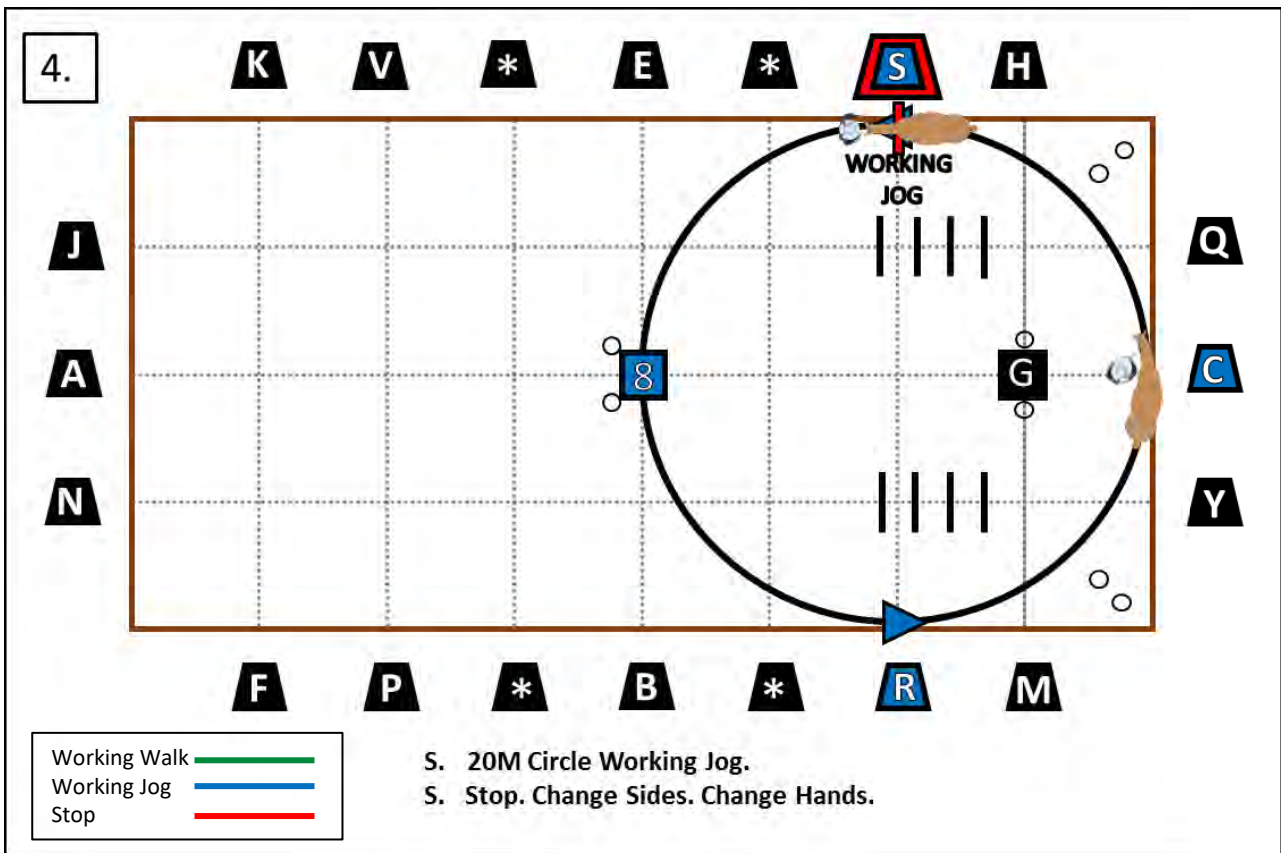 4.
K V * E * S H
WORKING
JOG
J Q
A 8 G C
N Y
F P * B * R M
Working Walk
Working Jog
Stop
S. 20M Circle Working Jog.
S. Stop. Change Sides. Change Hands.